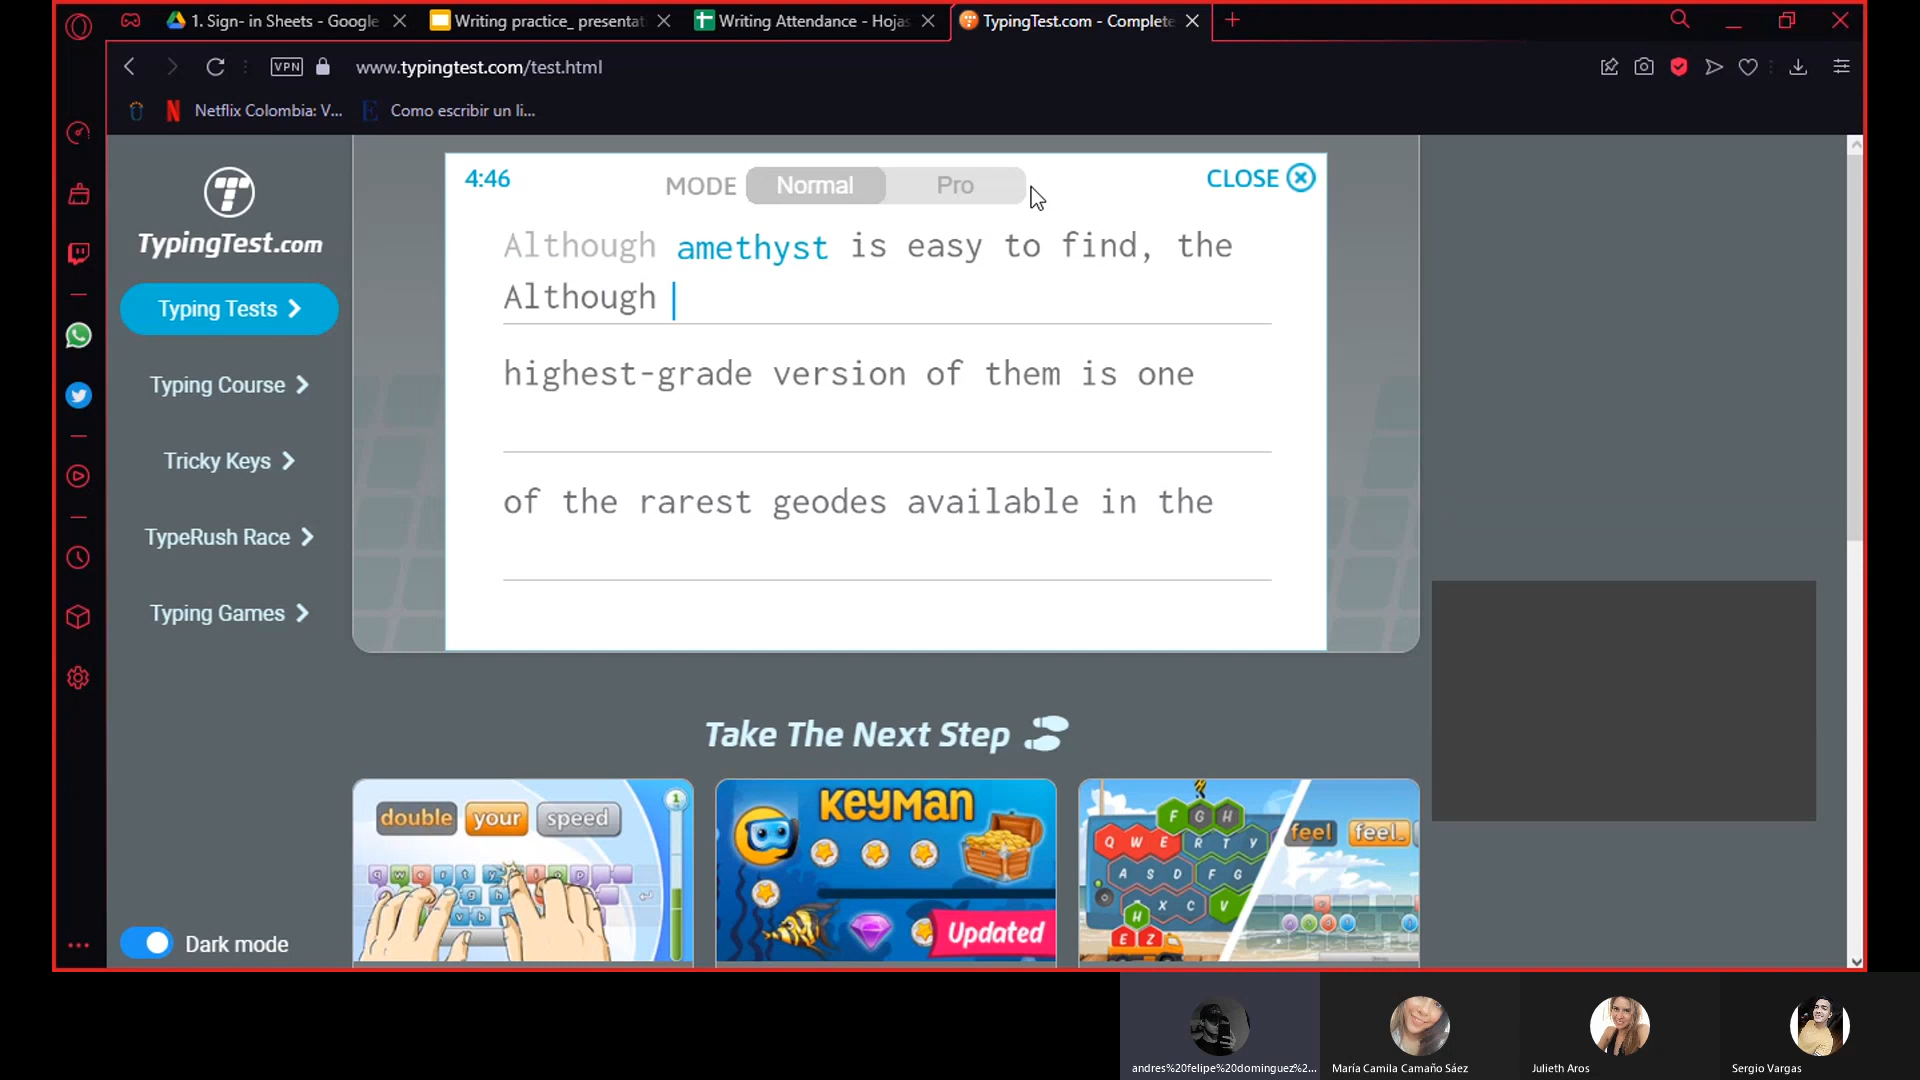 1. Sign- in Sheets - Google
Writing practice_ presentat
Writing Attendance - Hojas
TypingTest.com - Complete
VPN
www.typingtest.com/test.html
Netflix Colombia: V...
Como escribir un li...
TypingTest.com
Typing Tests
Typing Course
Tricky Keys
TypeRush Race
Typing Games
Dark mode
4:46
MODE
Normal
Pro
CLOSE
Although amethyst is easy to find, the
Although
highest-grade version of them is one
of the rarest geodes available in the
Take The Next Step
double your speed
1
KEYMAN
Updated
F G H
Q W E R T Y
A S D F G
X C V
H
E Z
feel feel
andres%20felipe%20dominguez%2...
María Camila Camaño Sáez
Julieth Aros
Sergio Vargas